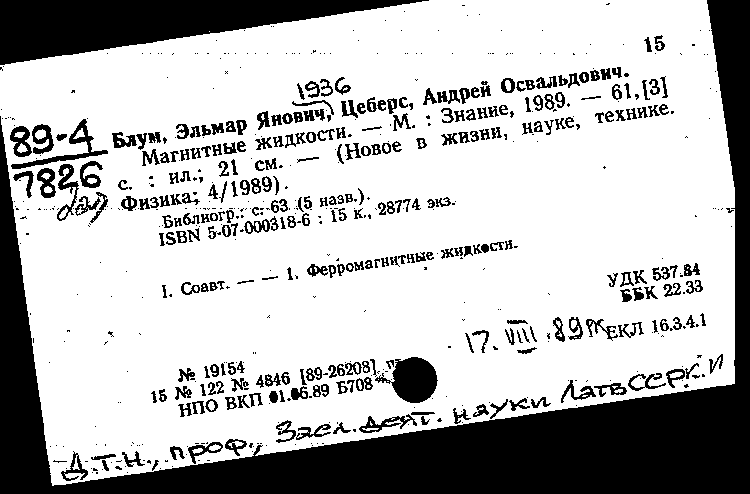 15
1936
89-4
7826
Блум, Эльмар Янович, Цеберс, Андрей Освальдович.
Магнитные жидкости. — М. : Знание, 1989. — 61,[3]
с. : ил.; 21 см. — (Новое в жизни, науке, технике.
Физика; 4/1989).
Библиогр.: с. 63 (5 назв.).
ISBN 5-07-000318-6 : 15 к., 28774 экз.
I. Соавт. — — 1. Ферромагнитные жидкости.
УДК 537.84
ББК 22.33
17. VIII. 89 РК ЕКЛ 16.3.4.1
№ 19154
15 № 122 № 4846 [89-26208]
НПО ВКП 01.06.89 Б708
Д.Т.Н., проф., Засл. деят. науки ЛатвССР